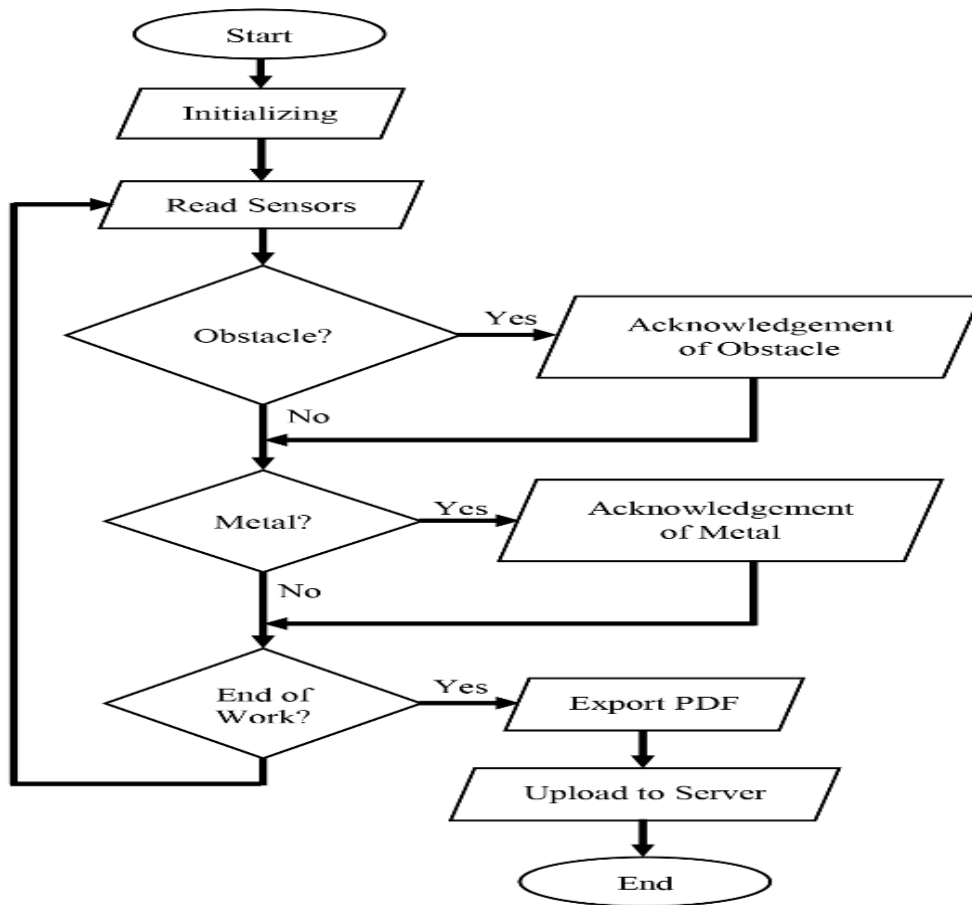 Start
Initializing
Read Sensors
Obstacle?
Yes
Acknowledgement
of Obstacle
No
Metal?
Yes
Acknowledgement
of Metal
No
End of
Work?
Yes
Export PDF
Upload to Server
End